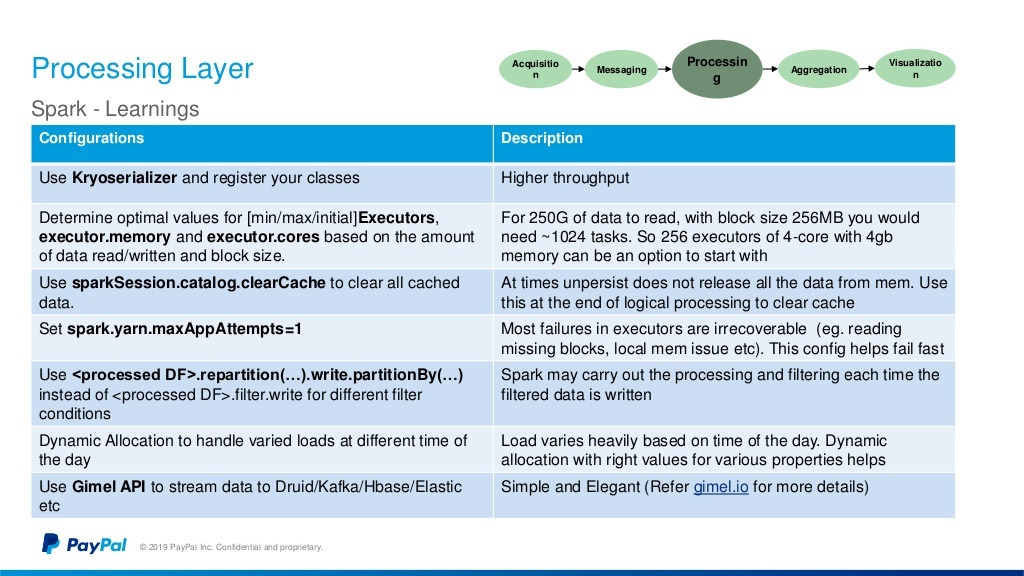 Processing Layer
Acquisitio
n
Messaging
Processin
g
Aggregation
Visualizatio
n
Spark - Learnings
Configurations
Description
Use Kryoserializer and register your classes
Higher throughput
Determine optimal values for [min/max/initial]Executors,
executor.memory and executor.cores based on the amount
of data read/written and block size.
For 250G of data to read, with block size 256MB you would
need ~1024 tasks. So 256 executors of 4-core with 4gb
memory can be an option to start with
Use sparkSession.catalog.clearCache to clear all cached
data.
At times unpersist does not release all the data from mem. Use
this at the end of logical processing to clear cache
Set spark.yarn.maxAppAttempts=1
Most failures in executors are irrecoverable (eg. reading
missing blocks, local mem issue etc). This config helps fail fast
Use <processed DF>.repartition(…).write.partitionBy(…)
instead of <processed DF>.filter.write for different filter
conditions
Spark may carry out the processing and filtering each time the
filtered data is written
Dynamic Allocation to handle varied loads at different time of
the day
Load varies heavily based on time of the day. Dynamic
allocation with right values for various properties helps
Use Gimel API to stream data to Druid/Kafka/Hbase/Elastic
etc
Simple and Elegant (Refer gimel.io for more details)
PayPal
© 2019 PayPal Inc. Confidential and proprietary.